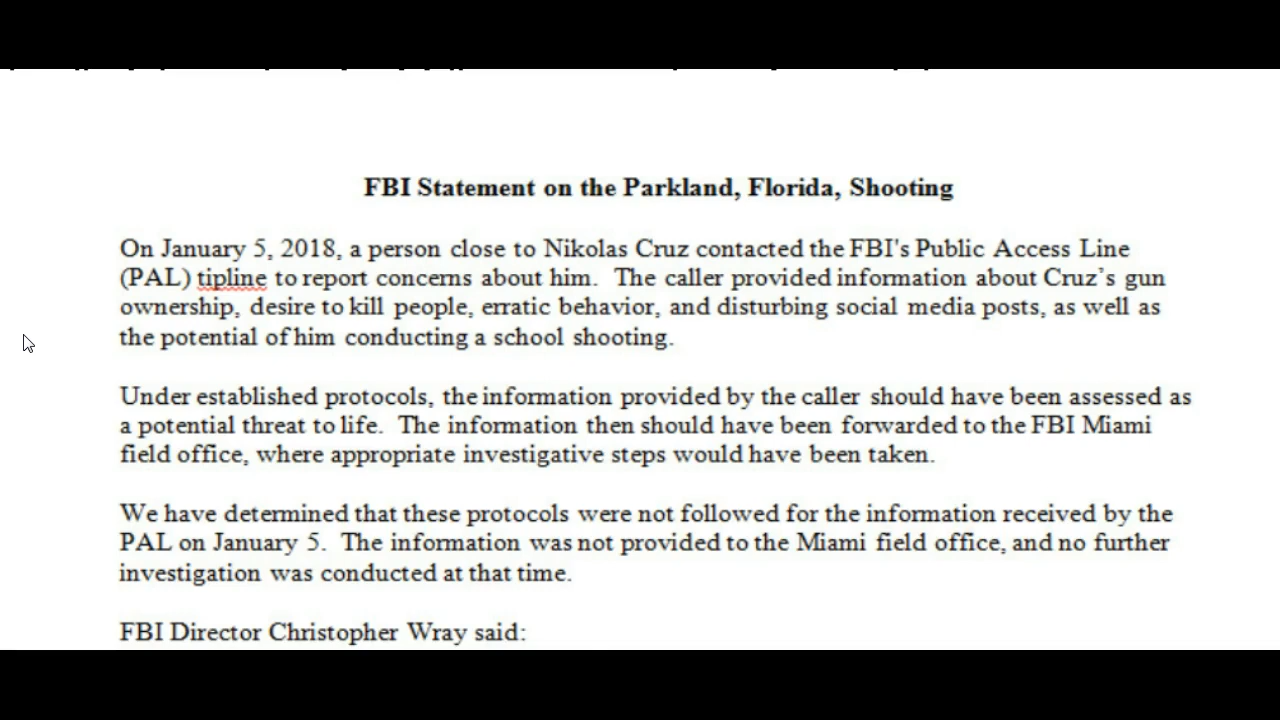 FBI Statement on the Parkland, Florida, Shooting
On January 5, 2018, a person close to Nikolas Cruz contacted the FBI's Public Access Line
(PAL) tipline to report concerns about him.  The caller provided information about Cruz’s gun
ownership, desire to kill people, erratic behavior, and disturbing social media posts, as well as
the potential of him conducting a school shooting.
Under established protocols, the information provided by the caller should have been assessed as
a potential threat to life.  The information then should have been forwarded to the FBI Miami
field office, where appropriate investigative steps would have been taken.
We have determined that these protocols were not followed for the information received by the
PAL on January 5.  The information was not provided to the Miami field office, and no further
investigation was conducted at that time.
FBI Director Christopher Wray said: